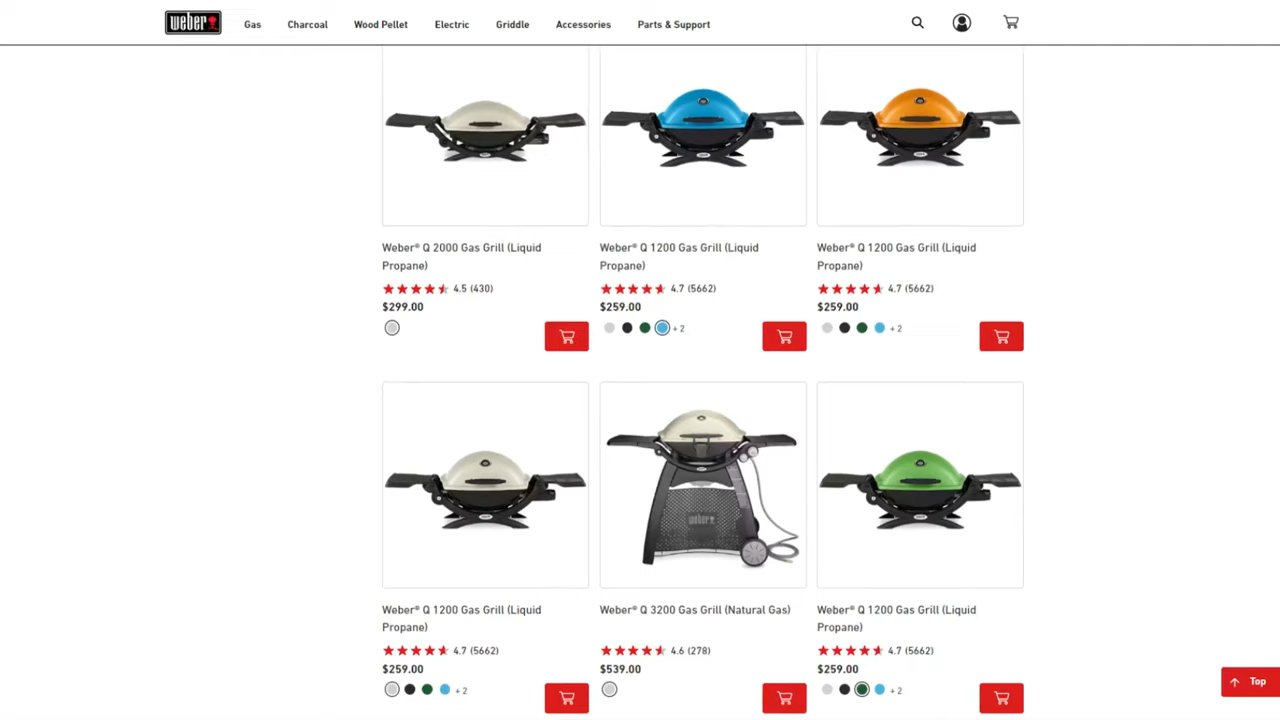 weber Gas Charcoal Wood Pellet Electric Griddle Accessories Parts & Support
Weber® Q 2000 Gas Grill (Liquid
Propane)
4.5 (430)
$299.00
Weber® Q 1200 Gas Grill (Liquid
Propane)
4.7 (5662)
$259.00
+ 2
Weber® Q 1200 Gas Grill (Liquid
Propane)
4.7 (5662)
$259.00
+ 2
weber
Weber® Q 1200 Gas Grill (Liquid
Propane)
4.7 (5662)
$259.00
+ 2
Weber® Q 3200 Gas Grill (Natural Gas)
4.6 (278)
$539.00
Weber® Q 1200 Gas Grill (Liquid
Propane)
4.7 (5662)
$259.00
+ 2
Top